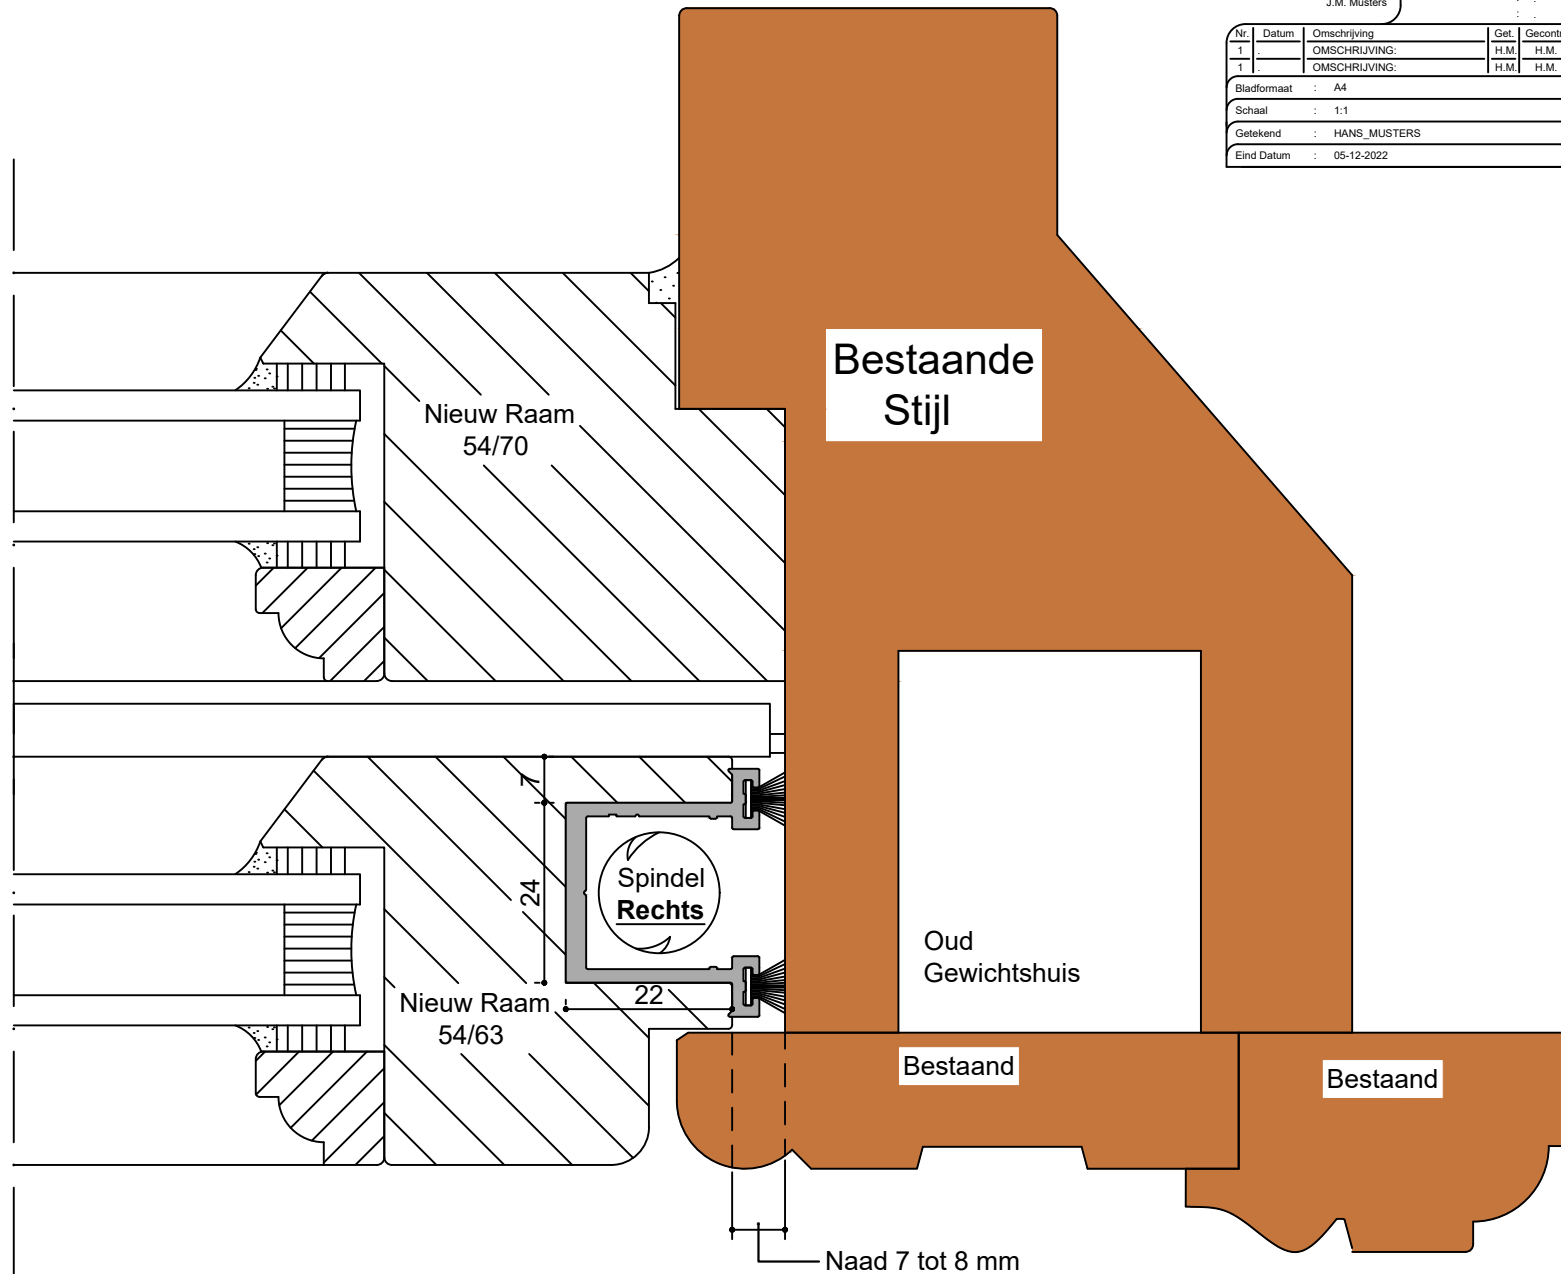 J.M. Musters
Nr. Datum Omschrijving Get. Gecontr
1 . OMSCHRIJVING: H.M. H.M.
1 . OMSCHRIJVING: H.M. H.M.
Bladformaat : A4
Schaal : 1:1
Getekend : HANS_MUSTERS
Eind Datum : 05-12-2022
Bestaande
Stijl
Nieuw Raam
54/70
7
24
Spindel
Rechts
22
Nieuw Raam
54/63
Oud
Gewichtshuis
Bestaand
Bestaand
Naad 7 tot 8 mm